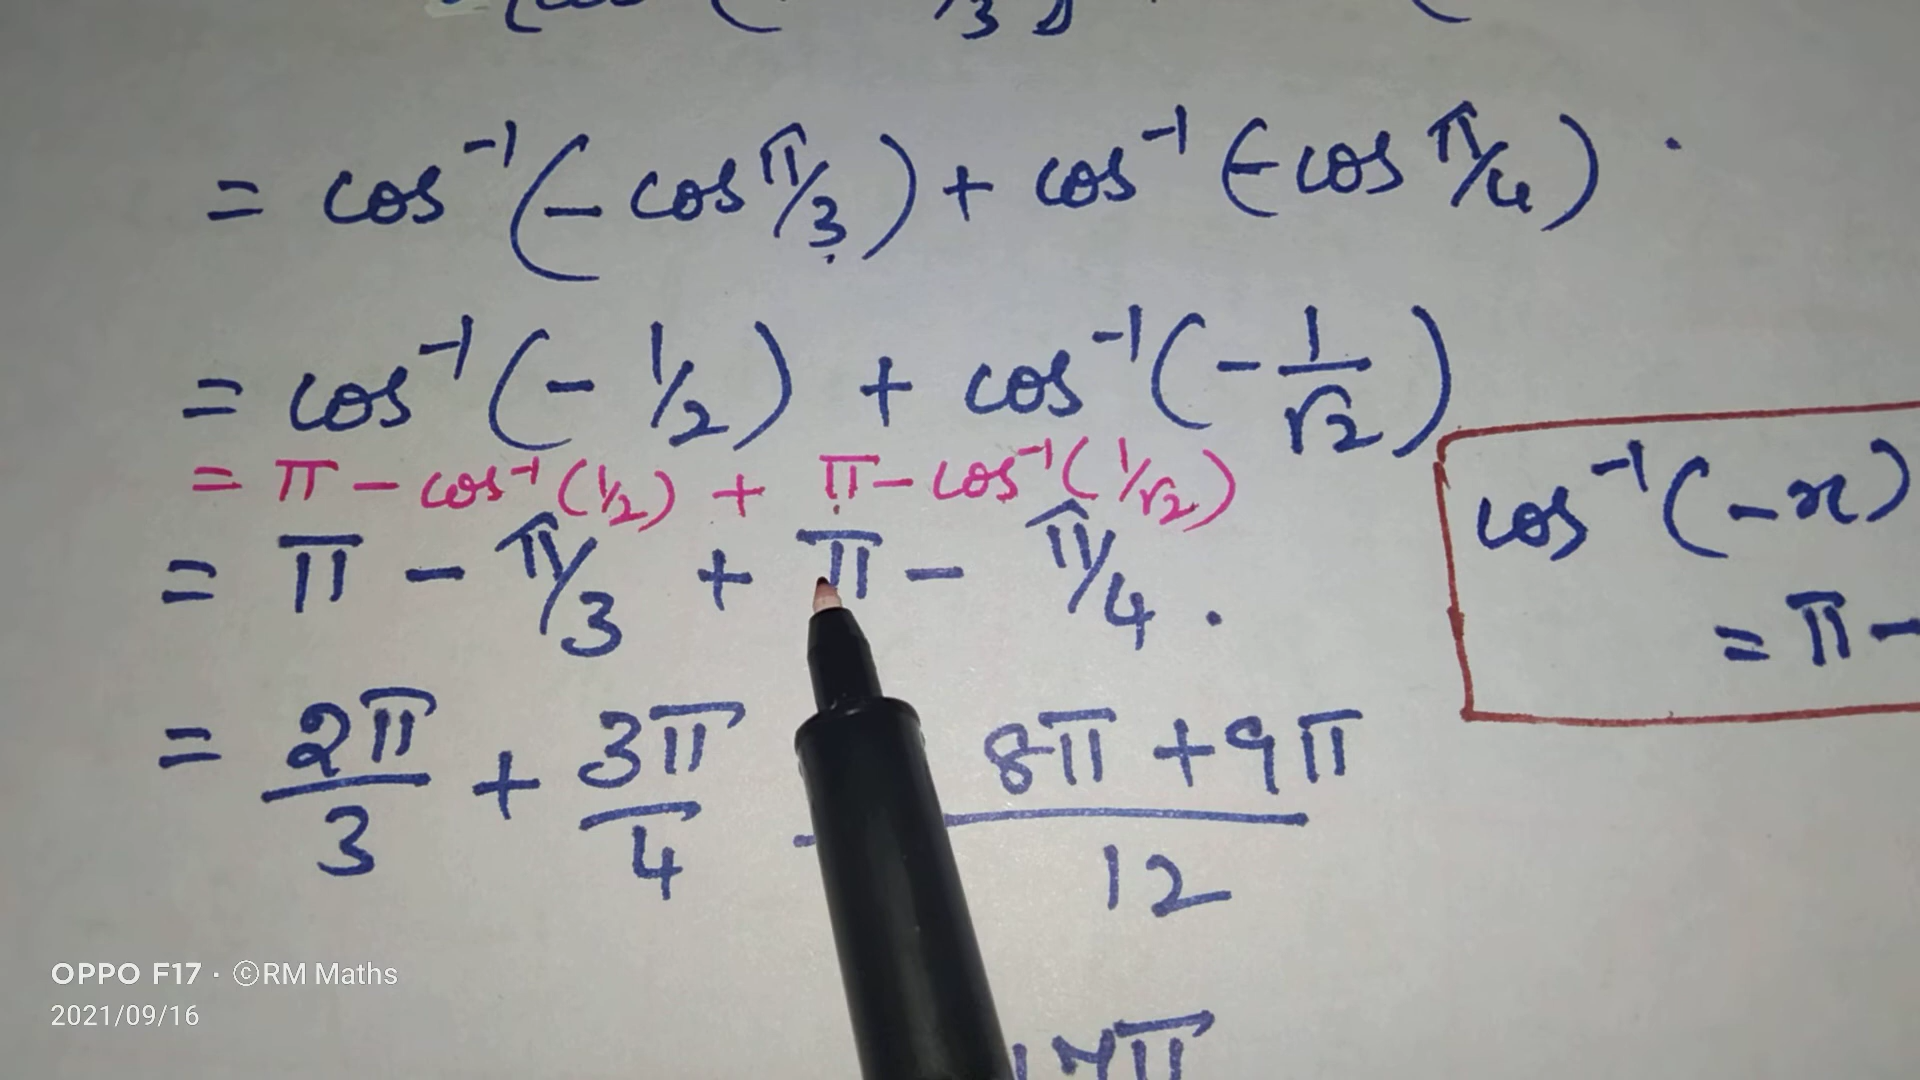 = cos⁻¹(- cos π/3) + cos⁻¹(- cos π/4)
= cos⁻¹(- 1/2) + cos⁻¹(- 1/√2)
= π - cos⁻¹(1/2) + π - cos⁻¹(1/√2)
= π - π/3 + π - π/4 .
cos⁻¹(-x)
= π -
= 2π/3 + 3π/4 = (8π + 9π)/12
17π
OPPO F17 · ©RM Maths
2021/09/16